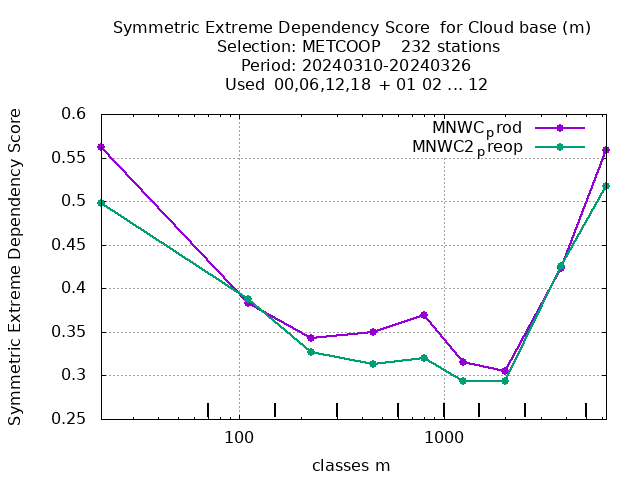 Symmetric Extreme Dependency Score  for Cloud base (m)
Selection: METCOOP    232 stations
Period: 20240310-20240326
Used  00,06,12,18 + 01 02 ... 12
MNWC_prod
MNWC2_preop
Symmetric Extreme Dependency Score
0.6
0.55
0.5
0.45
0.4
0.35
0.3
0.25
100 1000
classes m